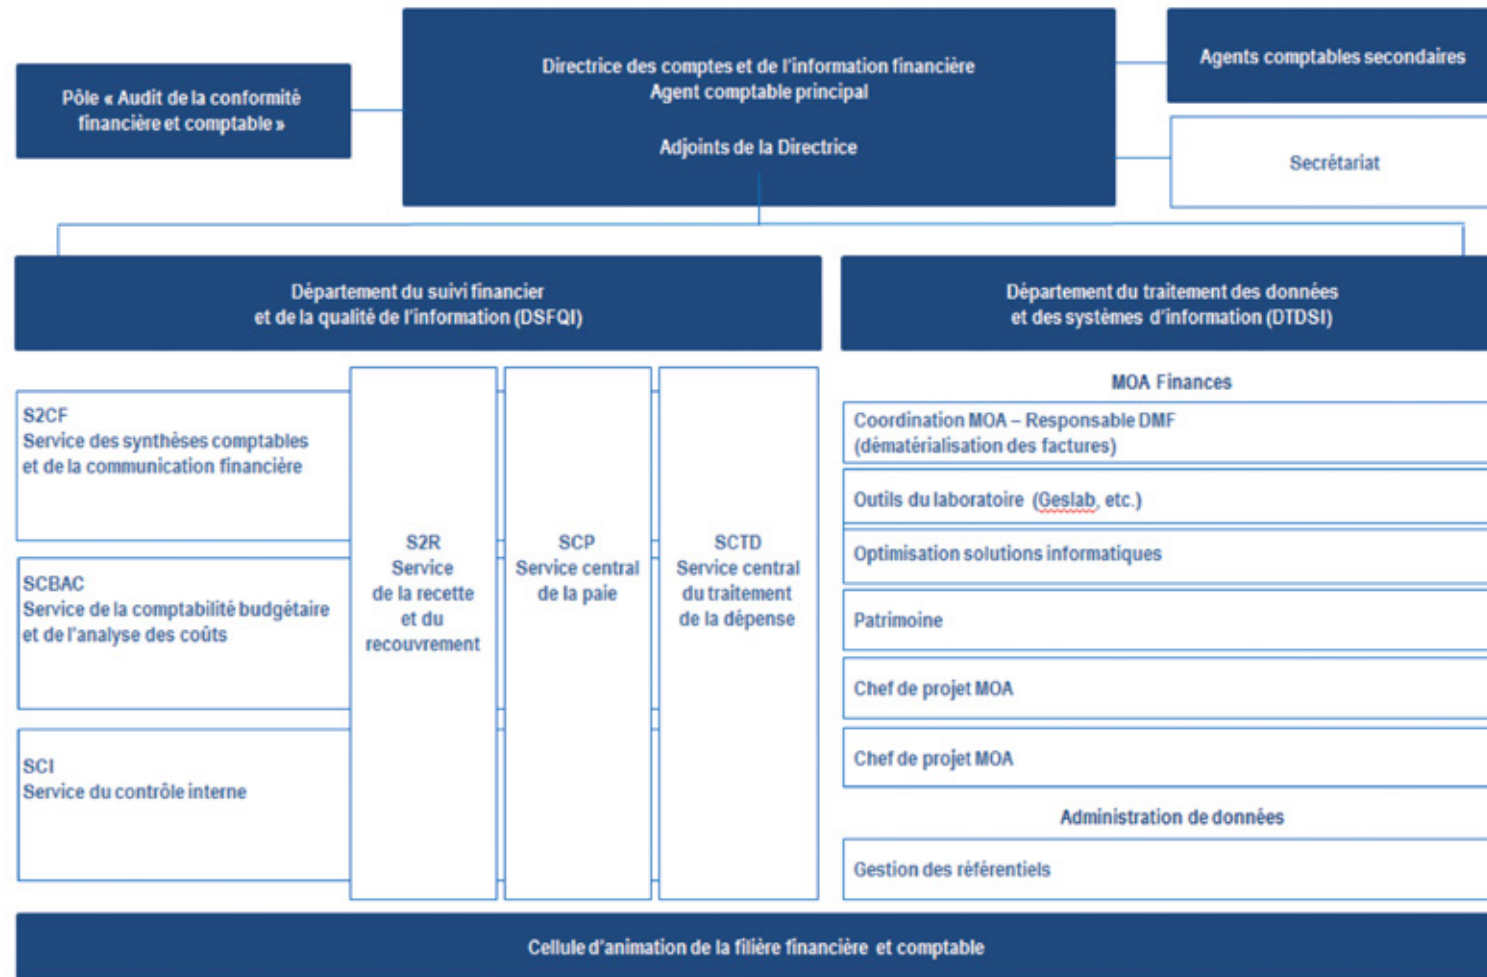 Directrice des comptes et de l'information financière
Agent comptable principal
Adjoints de la Directrice
Pôle « Audit de la conformité
financière et comptable »
Agents comptables secondaires
Secrétariat
Département du suivi financier
et de la qualité de l'information (DSFQI)
S2CF
Service des synthèses comptables
et de la communication financière
SCBAC
Service de la comptabilité budgétaire
et de l'analyse des coûts
SCI
Service du contrôle interne
S2R
Service
de la recette
et du
recouvrement
SCP
Service central
de la paie
SCTD
Service central
du traitement
de la dépense
Département du traitement des données
et des systèmes d'information (DTDSI)
MOA Finances
Coordination MOA – Responsable DMF
(dématérialisation des factures)
Outils du laboratoire (Geslab, etc.)
Optimisation solutions informatiques
Patrimoine
Chef de projet MOA
Chef de projet MOA
Administration de données
Gestion des référentiels
Cellule d'animation de la filière financière et comptable